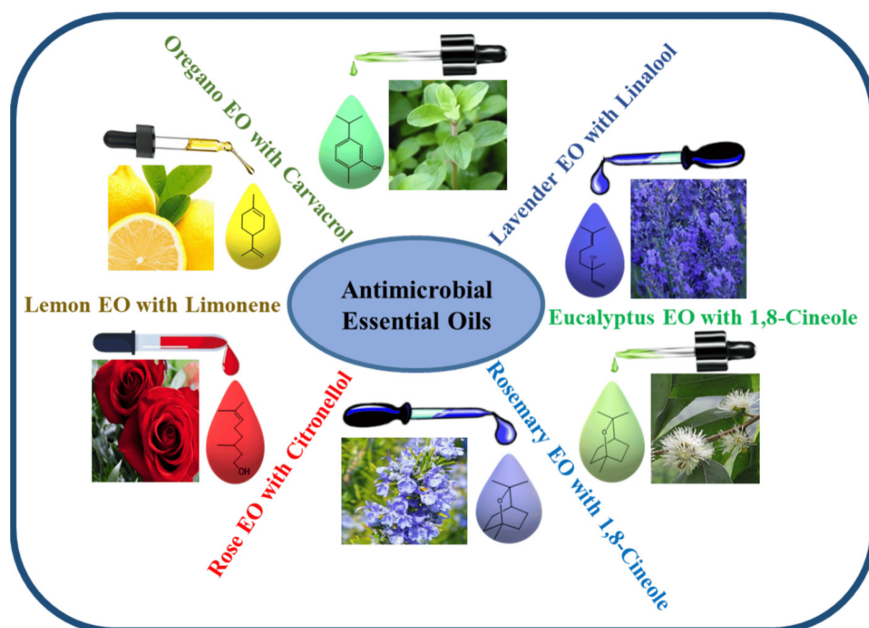 Oregano EO with Carvacrol
Lavender EO with Linalool
OH
Lemon EO with Limonene
Antimicrobial
Essential Oils
Eucalyptus EO with 1,8-Cineole
OH
Rose EO with Citronellol
O
Rosemary EO with 1,8-Cineole
O